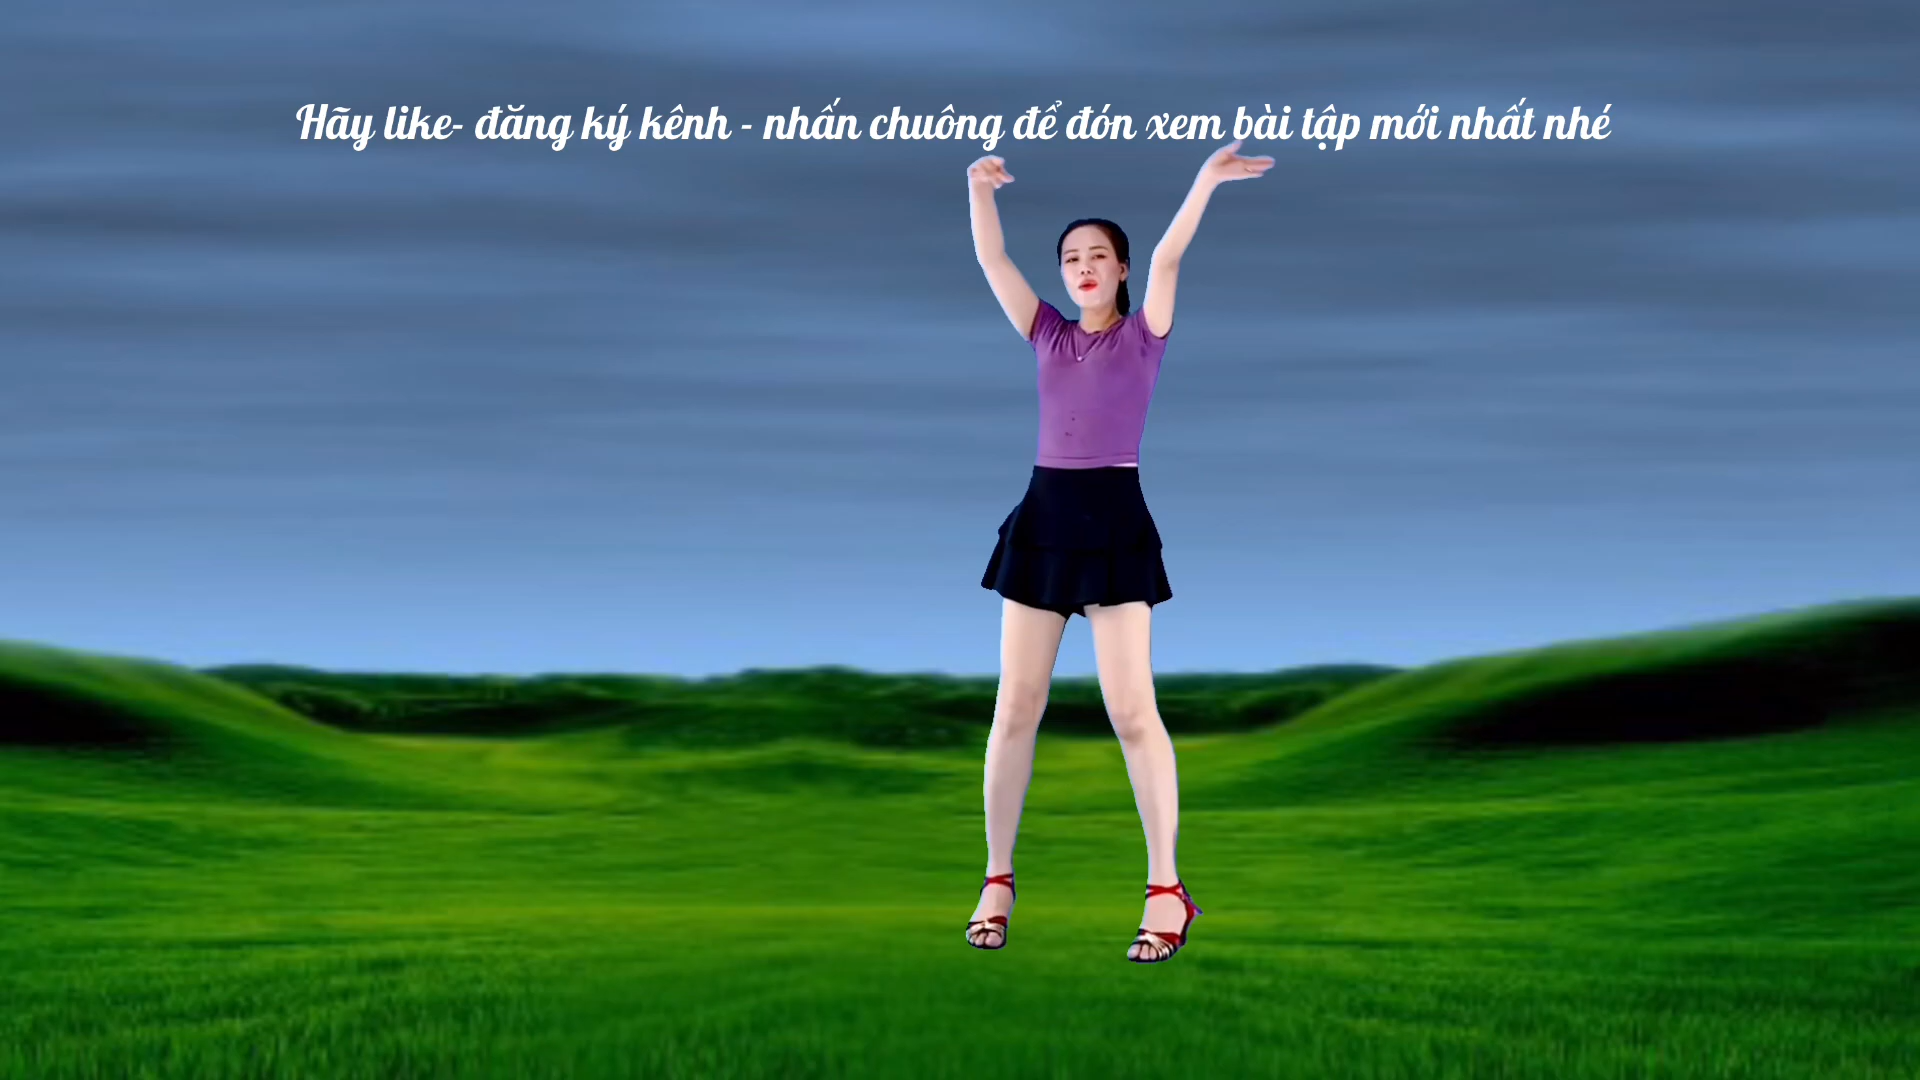 Hãy like- đăng ký kênh - nhấn chuông để đón xem bài tập mới nhất nhé